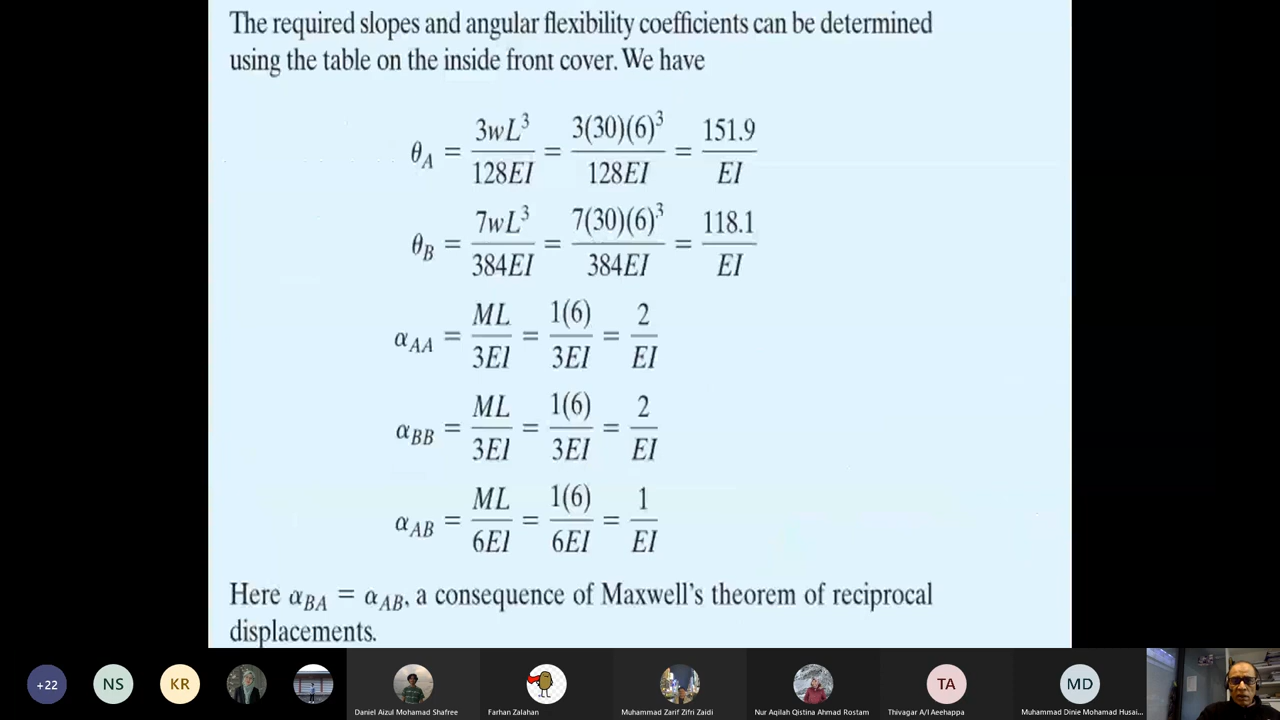 The required slopes and angular flexibility coefficients can be determined
using the table on the inside front cover. We have
θ_A = 3wL³/128EI = 3(30)(6)³/128EI = 151.9/EI
θ_B = 7wL³/384EI = 7(30)(6)³/384EI = 118.1/EI
α_AA = ML/3EI = 1(6)/3EI = 2/EI
α_BB = ML/3EI = 1(6)/3EI = 2/EI
α_AB = ML/6EI = 1(6)/6EI = 1/EI
Here α_BA = α_AB, a consequence of Maxwell's theorem of reciprocal
displacements.
+22 NS KR TA MD
Daniel Aizul Mohamad Shafree Farhan Zalahan Muhammad Zarif Zifri Zaidi Nur Aqilah Qistina Ahmad Rostam Thivagar A/l Aeehappa Muhammad Dinie Mohamad Husai...